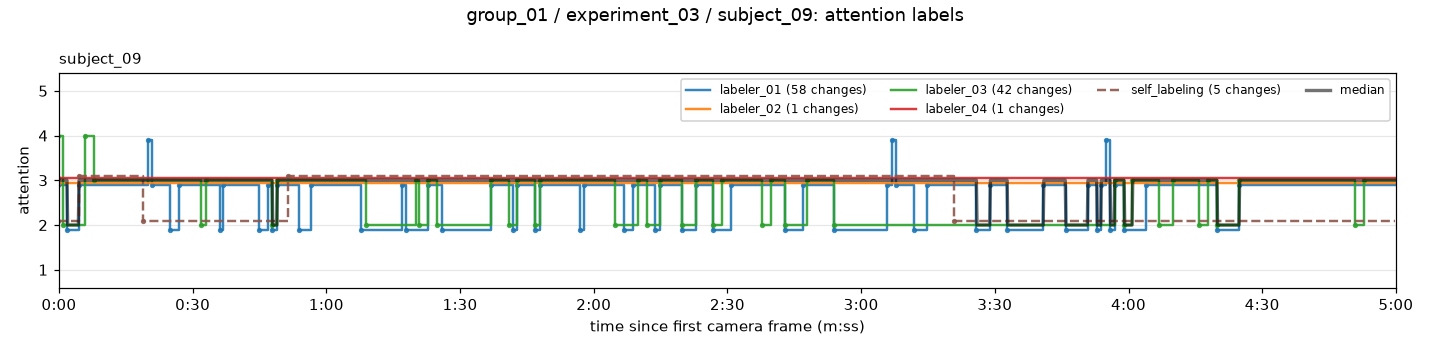 group_01 / experiment_03 / subject_09: attention labels
subject_09
labeler_01 (58 changes)
labeler_02 (1 changes)
labeler_03 (42 changes)
labeler_04 (1 changes)
self_labeling (5 changes)
median
attention
5
4
3
2
1
0:00 0:30 1:00 1:30 2:00 2:30 3:00 3:30 4:00 4:30 5:00
time since first camera frame (m:ss)